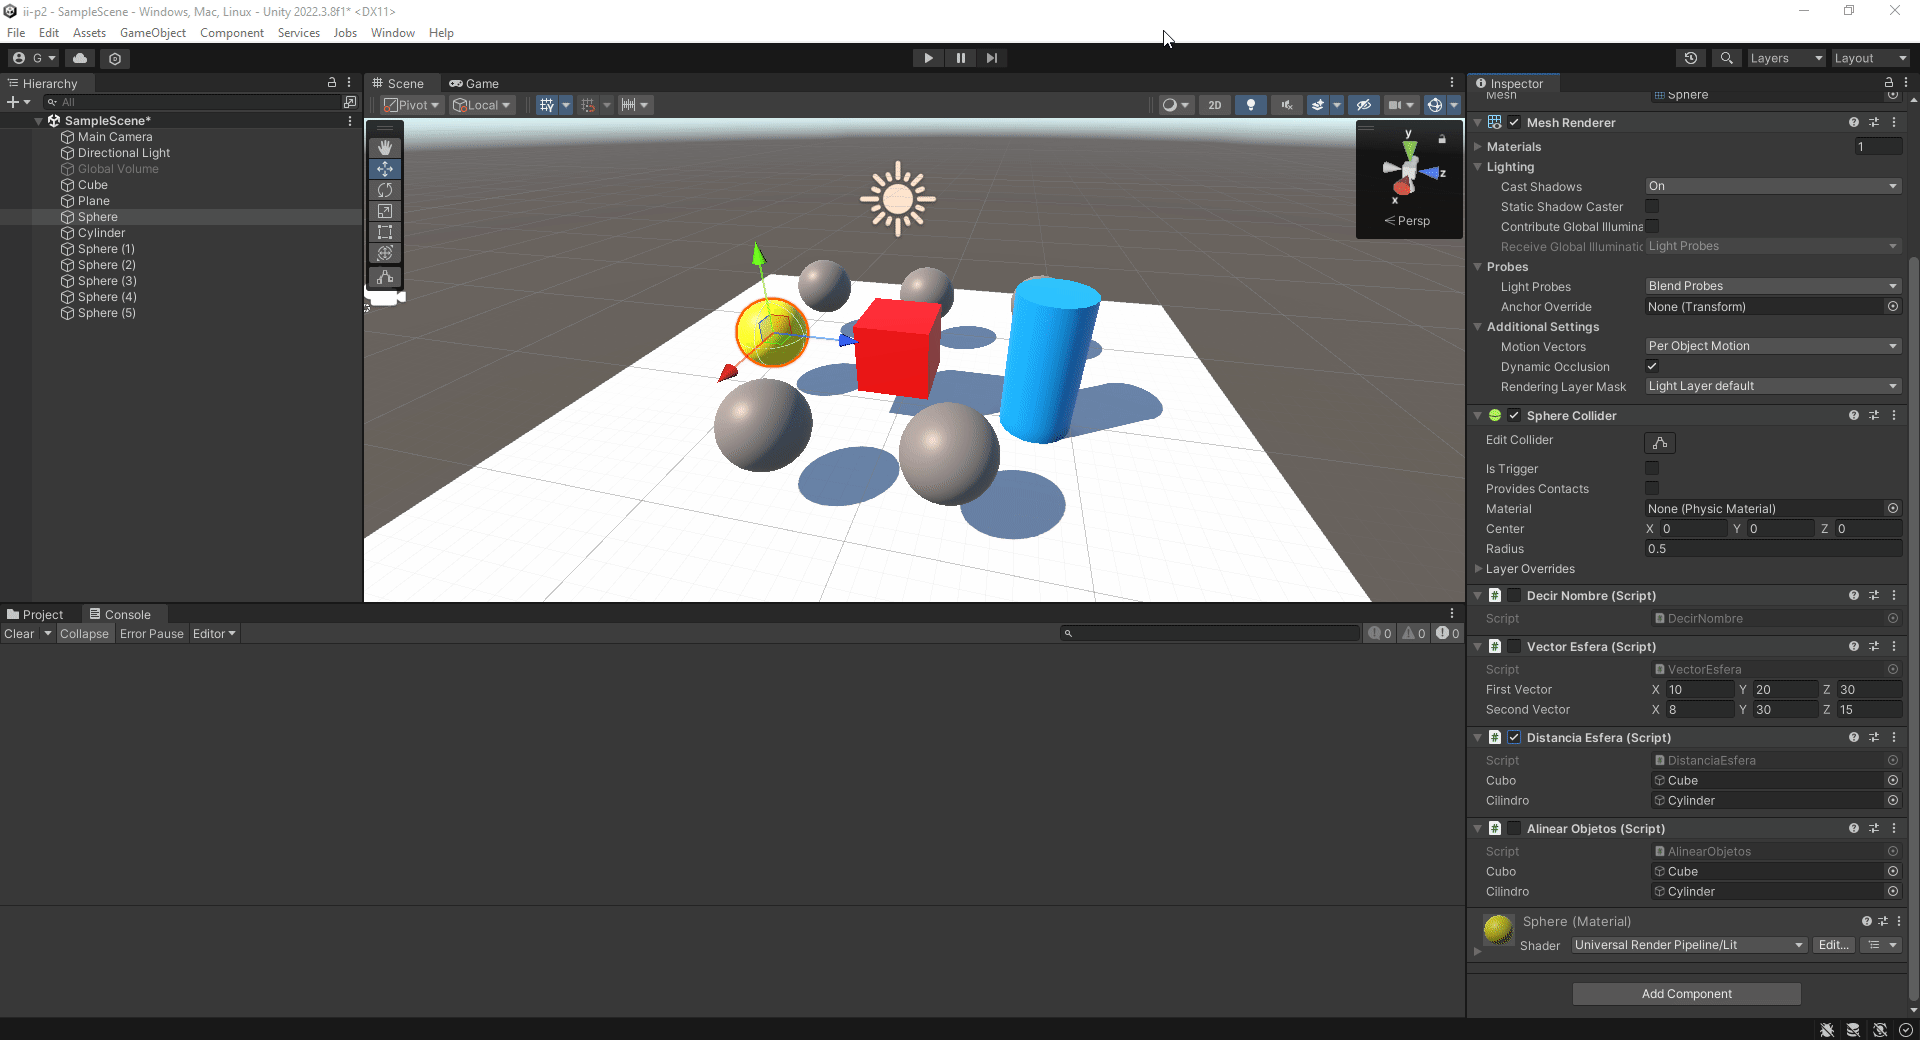 ii-p2 - SampleScene - Windows, Mac, Linux - Unity 2022.3.8f1* <DX11>
File Edit Assets GameObject Component Services Jobs Window Help
G Layers Layout
Hierarchy
All
SampleScene*
Main Camera
Directional Light
Global Volume
Cube
Plane
Sphere
Cylinder
Sphere (1)
Sphere (2)
Sphere (3)
Sphere (4)
Sphere (5)
Scene Game
Pivot Local 2D
y
z
x
Persp
Project Console
Clear Collapse Error Pause Editor 0 0 0
Inspector
Mesh Sphere
Mesh Renderer
Materials 1
Lighting
Cast Shadows On
Static Shadow Caster
Contribute Global Illumina
Receive Global Illuminatic Light Probes
Probes
Light Probes Blend Probes
Anchor Override None (Transform)
Additional Settings
Motion Vectors Per Object Motion
Dynamic Occlusion
Rendering Layer Mask Light Layer default
Sphere Collider
Edit Collider
Is Trigger
Provides Contacts
Material None (Physic Material)
Center X 0 Y 0 Z 0
Radius 0.5
Layer Overrides
# Decir Nombre (Script)
Script DecirNombre
# Vector Esfera (Script)
Script VectorEsfera
First Vector X 10 Y 20 Z 30
Second Vector X 8 Y 30 Z 15
# Distancia Esfera (Script)
Script DistanciaEsfera
Cubo Cube
Cilindro Cylinder
# Alinear Objetos (Script)
Script AlinearObjetos
Cubo Cube
Cilindro Cylinder
Sphere (Material)
Shader Universal Render Pipeline/Lit Edit...
Add Component